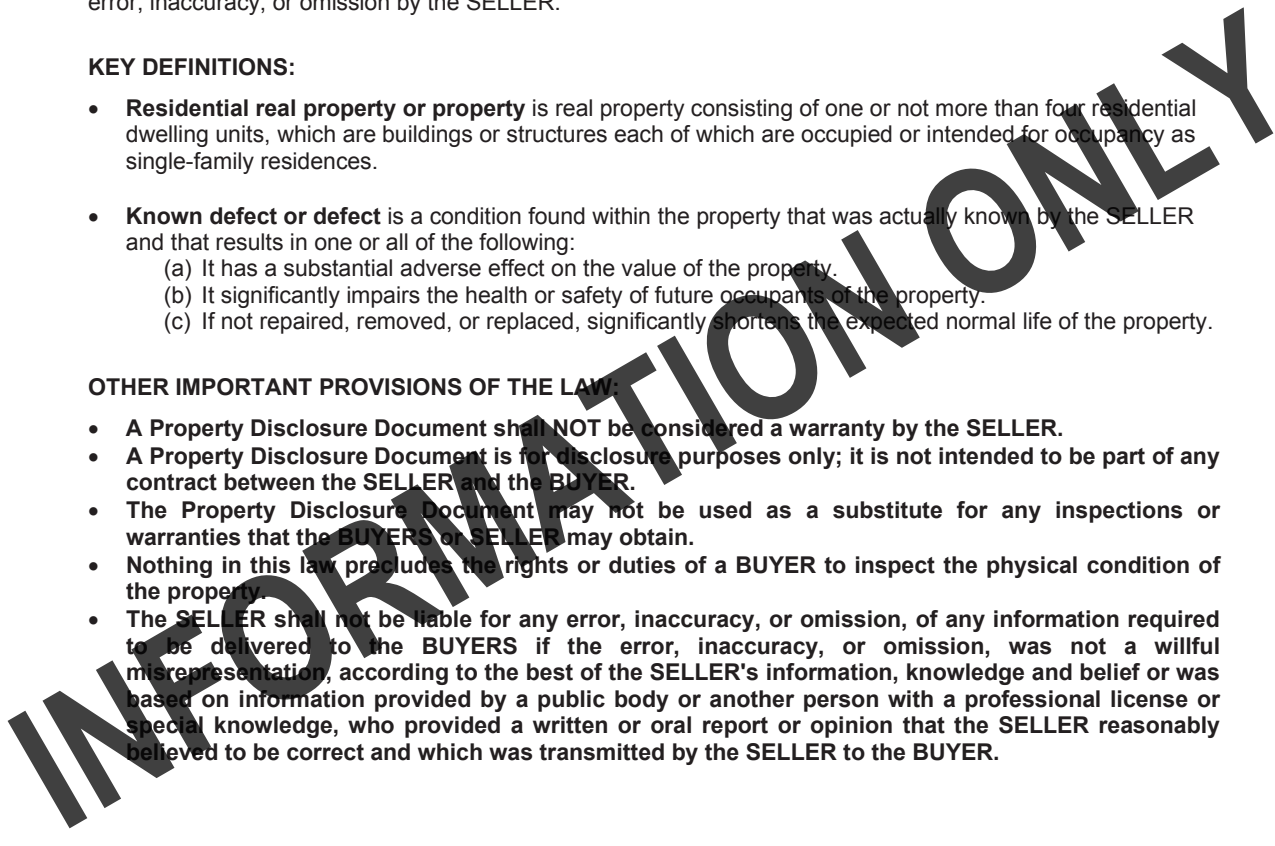 error, inaccuracy, or omission by the SELLER.
KEY DEFINITIONS:
• Residential real property or property is real property consisting of one or not more than four residential
dwelling units, which are buildings or structures each of which are occupied or intended for occupancy as
single-family residences.
• Known defect or defect is a condition found within the property that was actually known by the SELLER
and that results in one or all of the following:
(a) It has a substantial adverse effect on the value of the property.
(b) It significantly impairs the health or safety of future occupants of the property.
(c) If not repaired, removed, or replaced, significantly shortens the expected normal life of the property.
OTHER IMPORTANT PROVISIONS OF THE LAW:
• A Property Disclosure Document shall NOT be considered a warranty by the SELLER.
• A Property Disclosure Document is for disclosure purposes only; it is not intended to be part of any
contract between the SELLER and the BUYER.
• The Property Disclosure Document may not be used as a substitute for any inspections or
warranties that the BUYERS or SELLER may obtain.
• Nothing in this law precludes the rights or duties of a BUYER to inspect the physical condition of
the property.
• The SELLER shall not be liable for any error, inaccuracy, or omission, of any information required
to be delivered to the BUYERS if the error, inaccuracy, or omission, was not a willful
misrepresentation, according to the best of the SELLER's information, knowledge and belief or was
based on information provided by a public body or another person with a professional license or
special knowledge, who provided a written or oral report or opinion that the SELLER reasonably
believed to be correct and which was transmitted by the SELLER to the BUYER.
INFORMATION ONLY